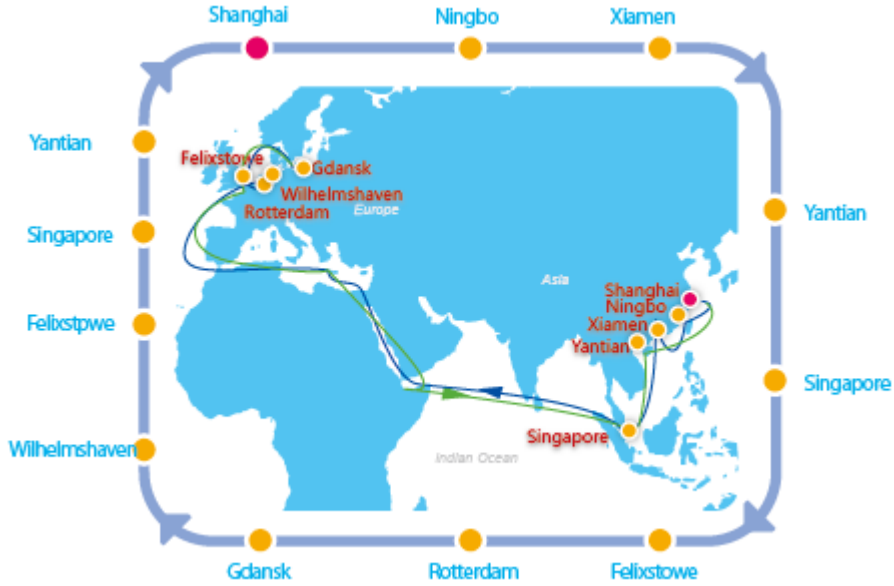 Shanghai
Ningbo
Xiamen
Yantian
Singapore
Felixstpwe
Wilhelmshaven
Felixstowe
Gdansk
Wilhelmshaven
Rotterdam
Europe
Asia
Shanghai
Ningbo
Xiamen
Yantian
Singapore
Indian Ocean
Yantian
Singapore
Gdansk
Rotterdam
Felixstowe